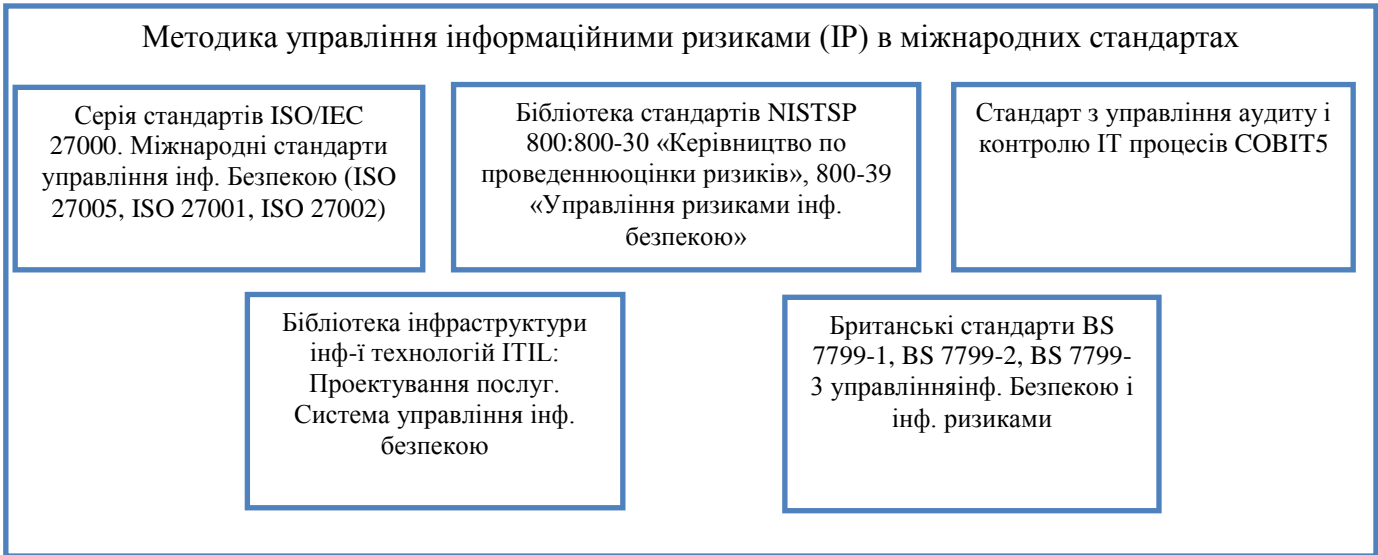 Методика управління інформаційними ризиками (ІР) в міжнародних стандартах
Серія стандартів ISO/IEC
27000. Міжнародні стандарти
управління інф. Безпекою (ISO
27005, ISO 27001, ISO 27002)
Бібліотека стандартів NISTSP
800:800-30 «Керівництво по
проведеннюоцінки ризиків», 800-39
«Управління ризиками інф.
безпекою»
Стандарт з управління аудиту і
контролю ІТ процесів COBIT5
Бібліотека інфраструктури
інф-ї технологій ITIL:
Проектування послуг.
Система управління інф.
безпекою
Британські стандарти BS
7799-1, BS 7799-2, BS 7799-
3 управлінняінф. Безпекою і
інф. ризиками